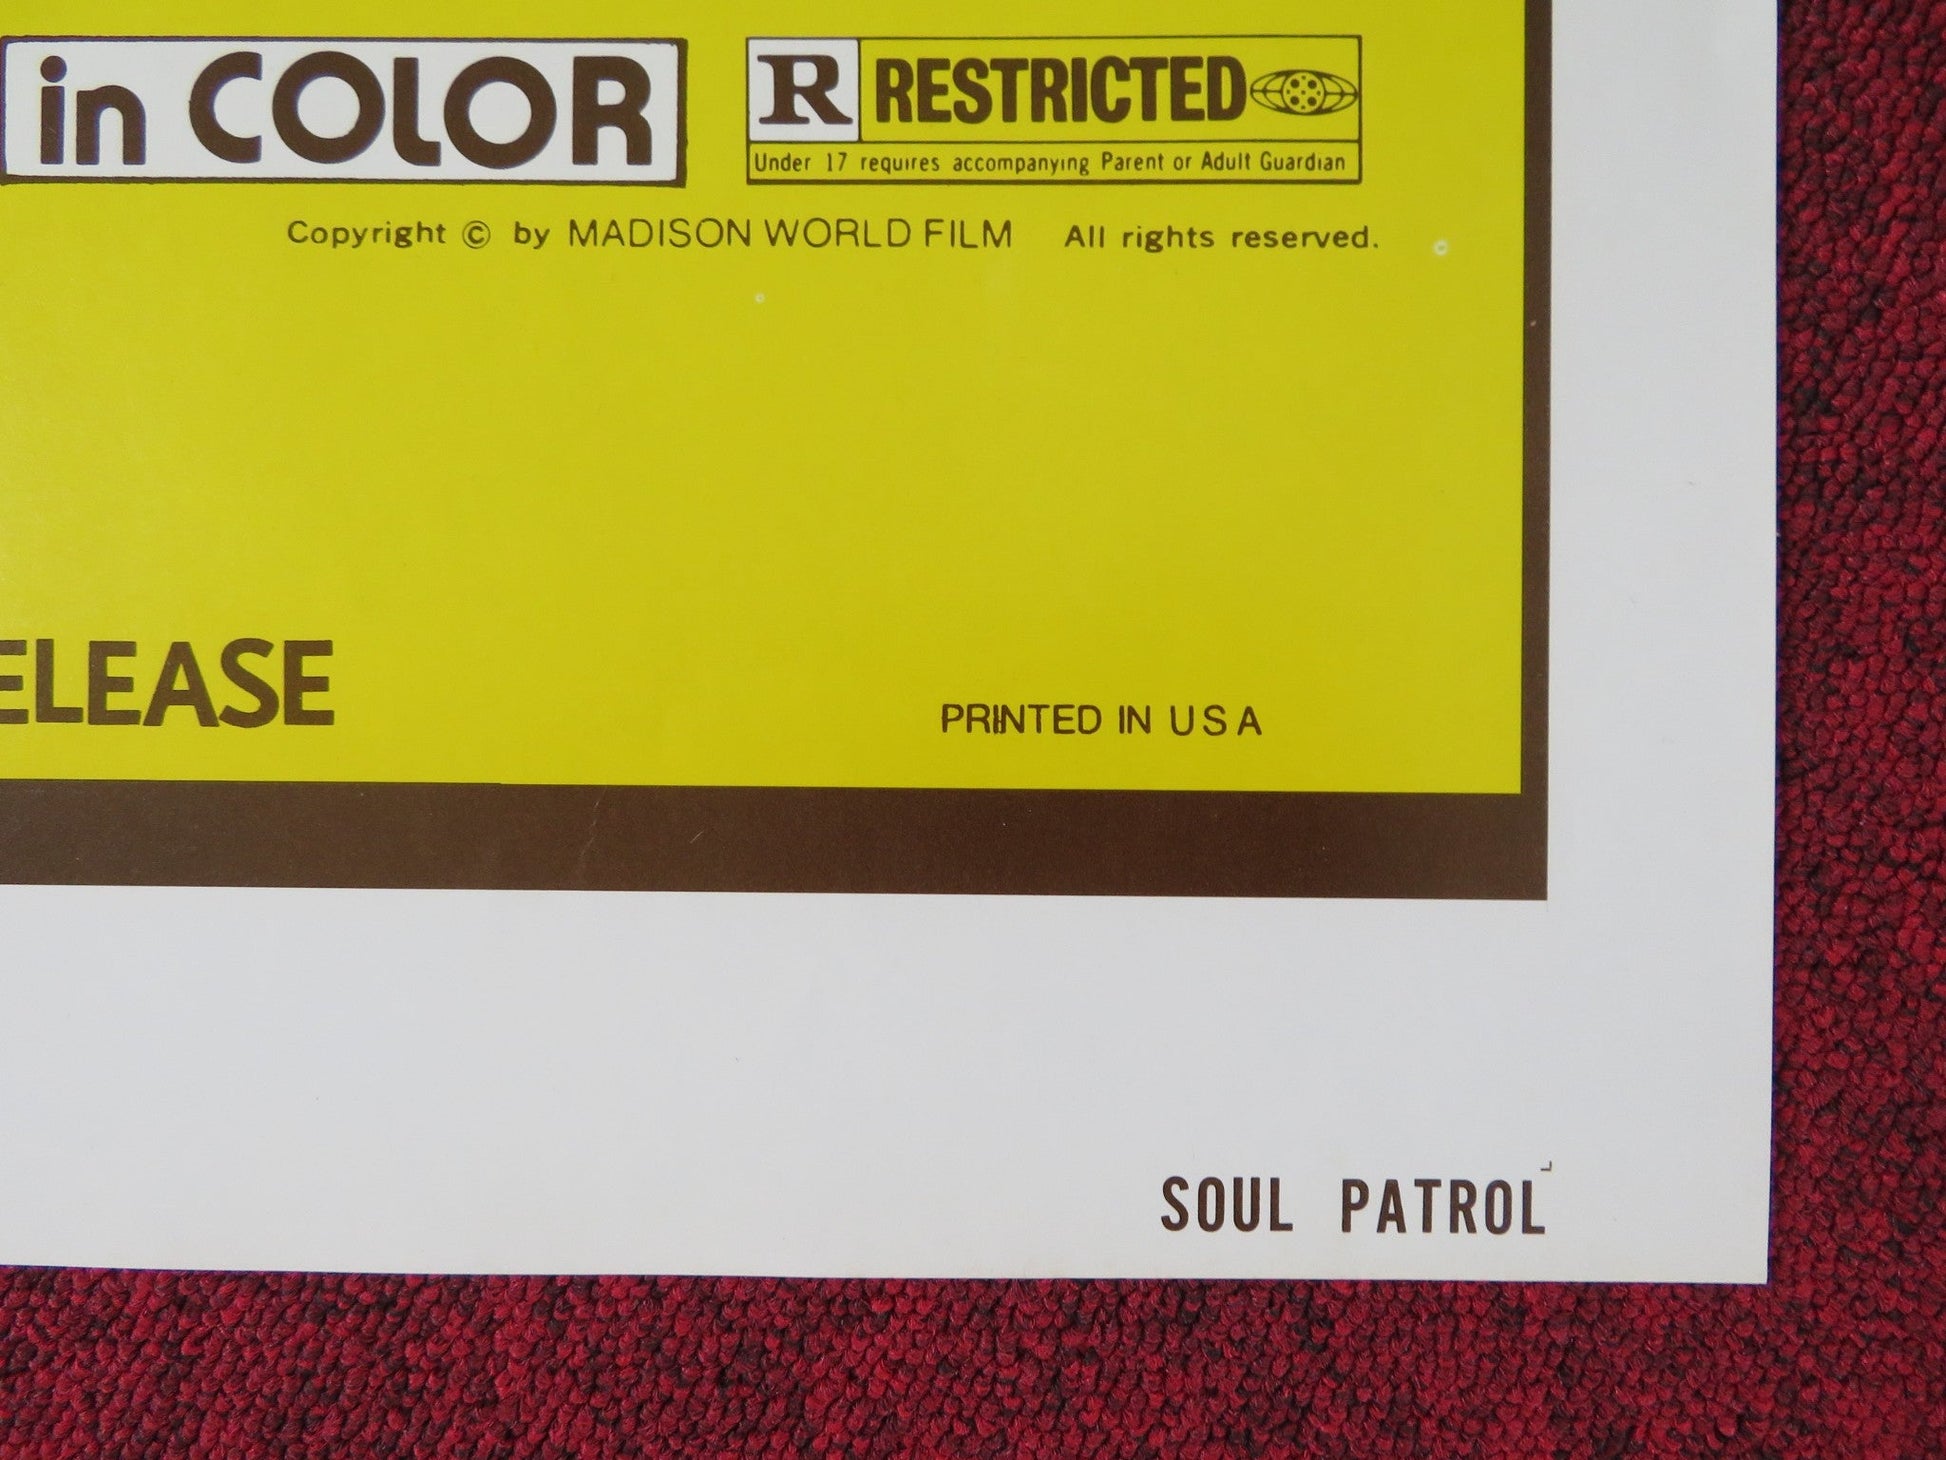 in COLOR
R RESTRICTED
Under 17 requires accompanying Parent or Adult Guardian
Copyright © by MADISON WORLD FILM All rights reserved.
ELEASE
PRINTED IN U S A
SOUL PATROL